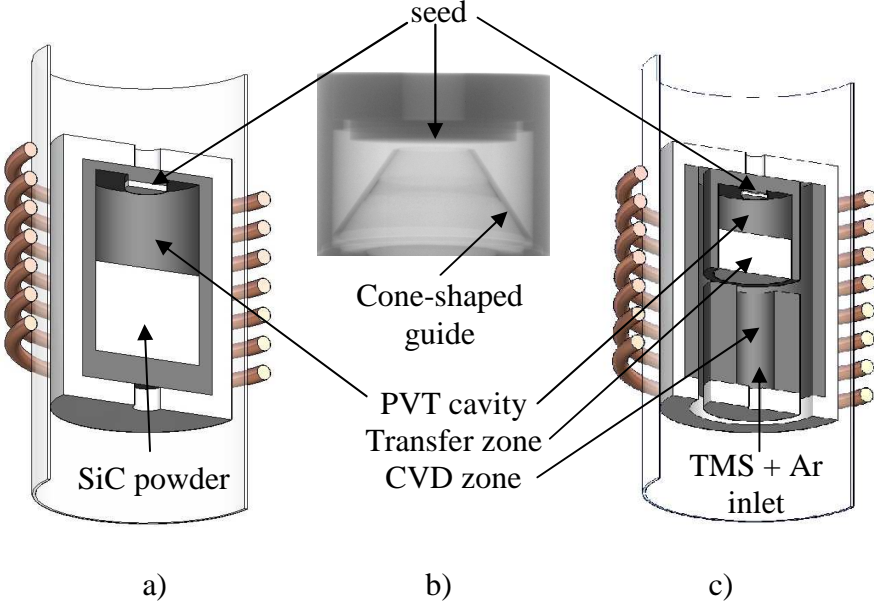 seed
Cone-shaped
guide
PVT cavity
Transfer zone
CVD zone
SiC powder
TMS + Ar
inlet
a)
b)
c)